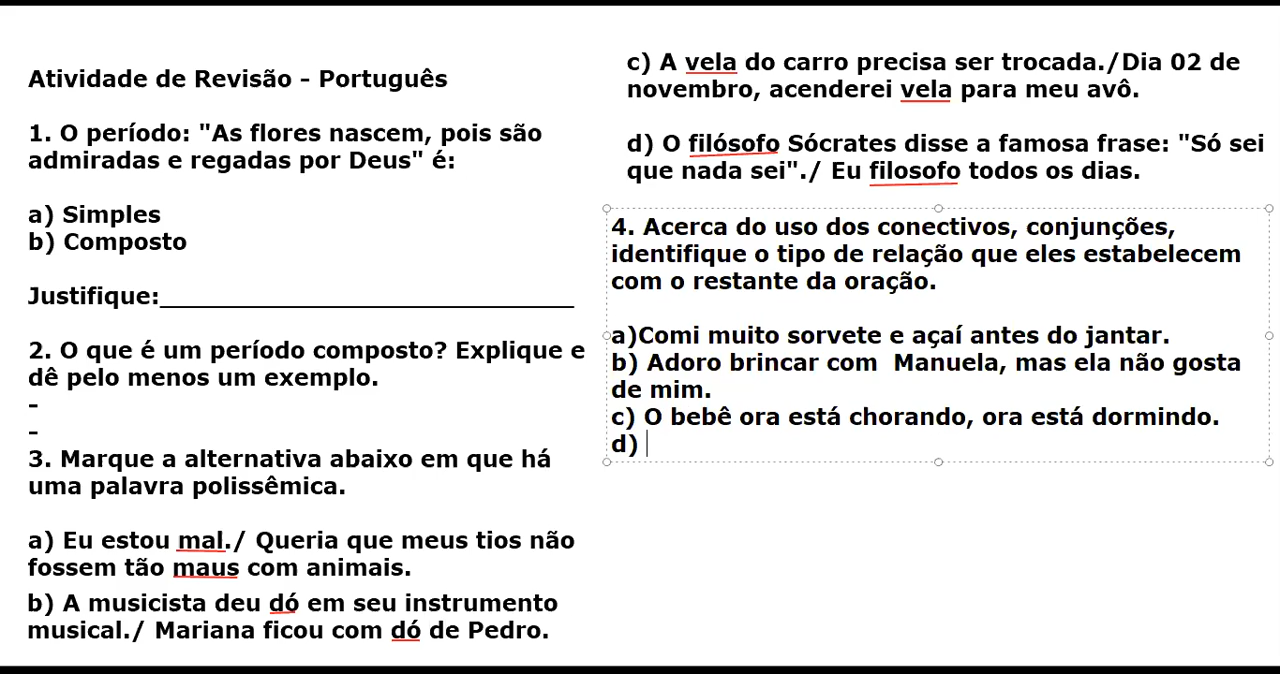 Atividade de Revisão - Português
1. O período: "As flores nascem, pois são
admiradas e regadas por Deus" é:
a) Simples
b) Composto
Justifique:______________________________
2. O que é um período composto? Explique e
dê pelo menos um exemplo.
-
-
3. Marque a alternativa abaixo em que há
uma palavra polissêmica.
a) Eu estou mal./ Queria que meus tios não
fossem tão maus com animais.
b) A musicista deu dó em seu instrumento
musical./ Mariana ficou com dó de Pedro.
c) A vela do carro precisa ser trocada./Dia 02 de
novembro, acenderei vela para meu avô.
d) O filósofo Sócrates disse a famosa frase: "Só sei
que nada sei"./ Eu filosofo todos os dias.
4. Acerca do uso dos conectivos, conjunções,
identifique o tipo de relação que eles estabelecem
com o restante da oração.
a)Comi muito sorvete e açaí antes do jantar.
b) Adoro brincar com  Manuela, mas ela não gosta
de mim.
c) O bebê ora está chorando, ora está dormindo.
d)